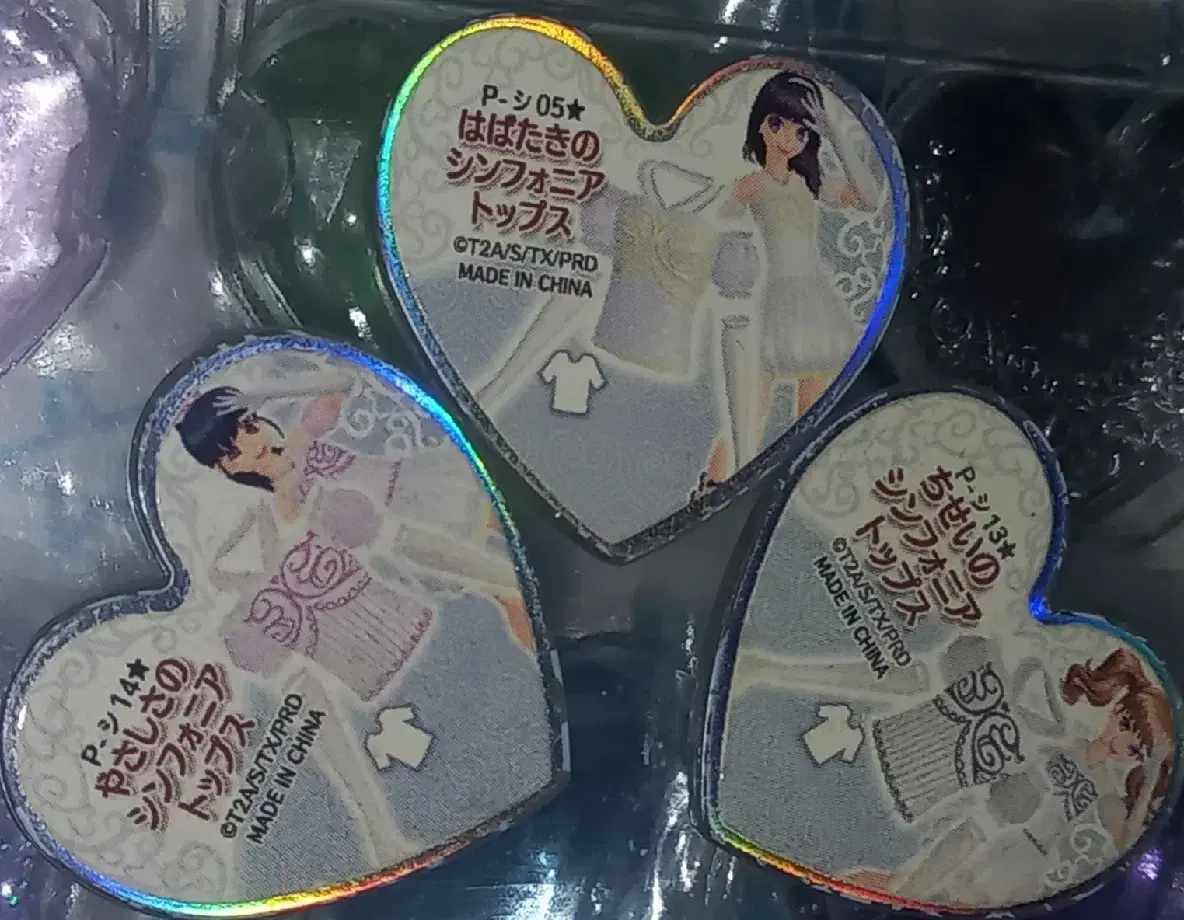 P-シ05★
はばたきの
シンフォニア
トップス
©T2A/S/TX/PRD
MADE IN CHINA
P-シ14★
やさしさの
シンフォニア
トップス
©T2A/S/TX/PRD
MADE IN CHINA
P-シ13★
ちせいの
シンフォニア
トップス
©T2A/S/TX/PRD
MADE IN CHINA